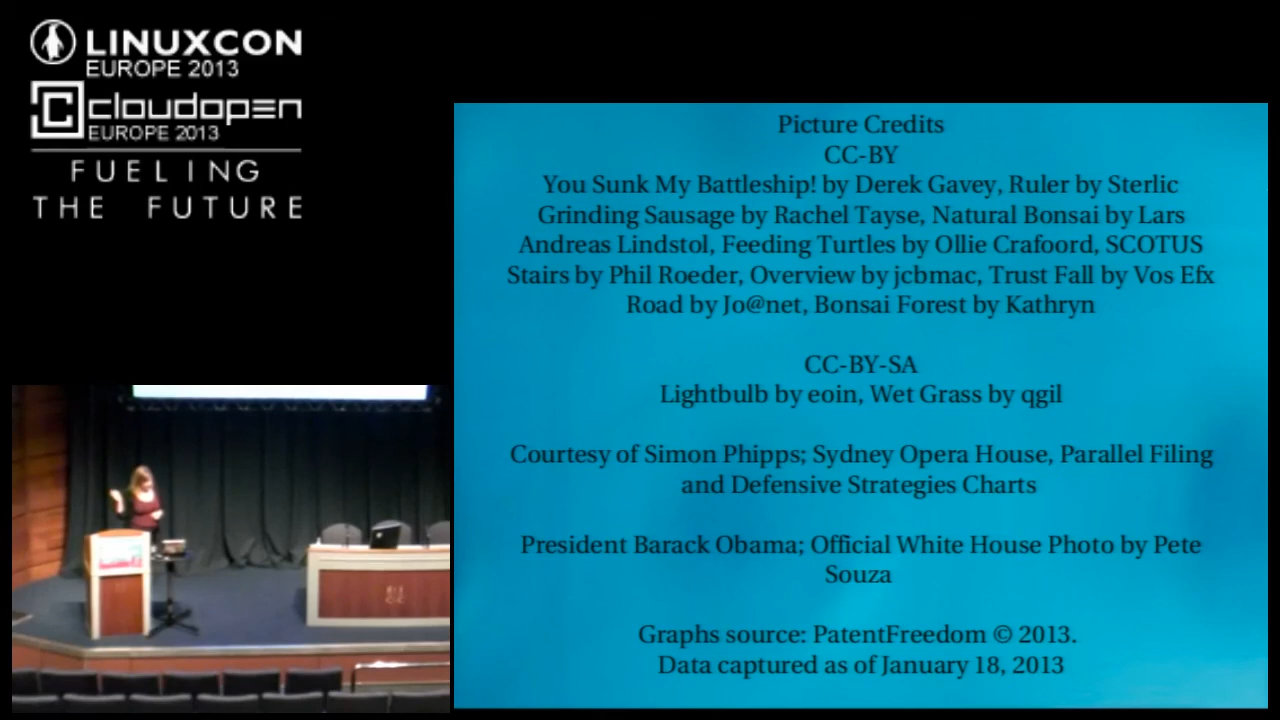 LINUXCON
EUROPE 2013
cloudopen
EUROPE 2013
FUELING
THE FUTURE
Picture Credits
CC-BY
You Sunk My Battleship! by Derek Gavey, Ruler by Sterlic
Grinding Sausage by Rachel Tayse, Natural Bonsai by Lars
Andreas Lindstol, Feeding Turtles by Ollie Crafoord, SCOTUS
Stairs by Phil Roeder, Overview by jcbmac, Trust Fall by Vos Efx
Road by Jo@net, Bonsai Forest by Kathryn
CC-BY-SA
Lightbulb by eoin, Wet Grass by qgil
Courtesy of Simon Phipps; Sydney Opera House, Parallel Filing
and Defensive Strategies Charts
President Barack Obama; Official White House Photo by Pete
Souza
Graphs source: PatentFreedom © 2013.
Data captured as of January 18, 2013